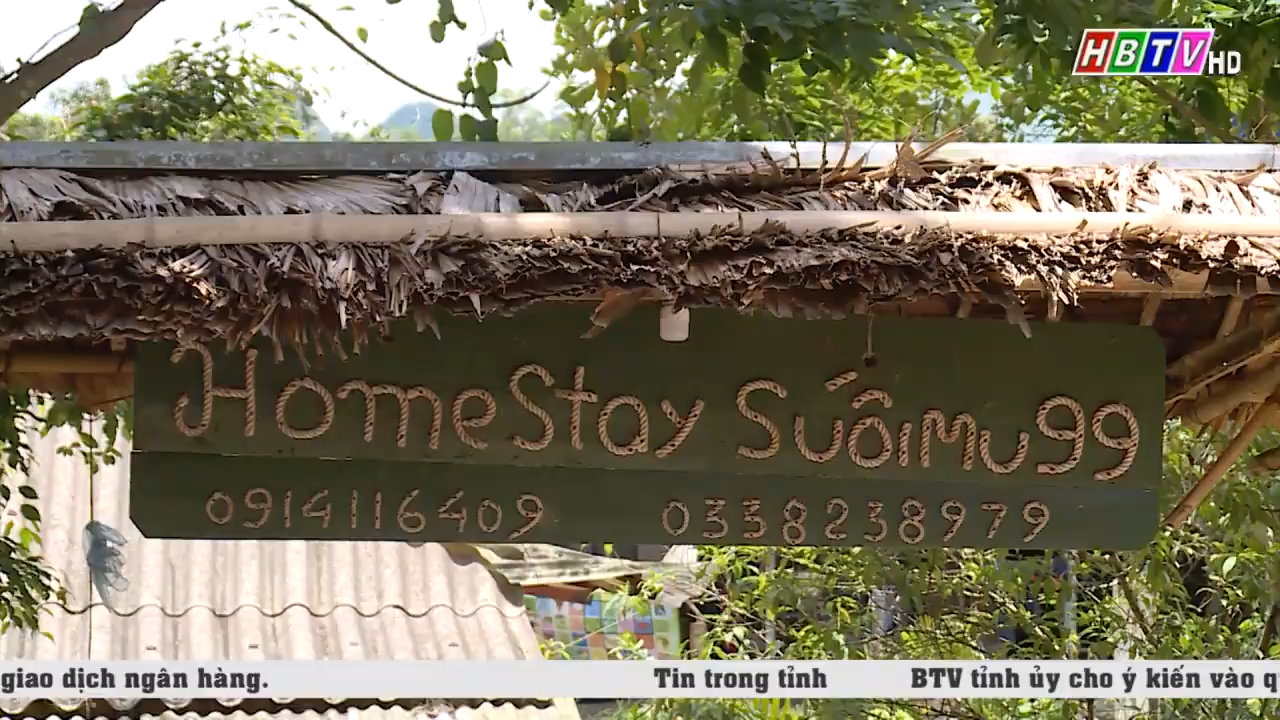 HBTV HD
HomeStay SuốiMu99
0914116409 0338238979
giao dịch ngân hàng. Tin trong tỉnh BTV tỉnh ủy cho ý kiến vào q